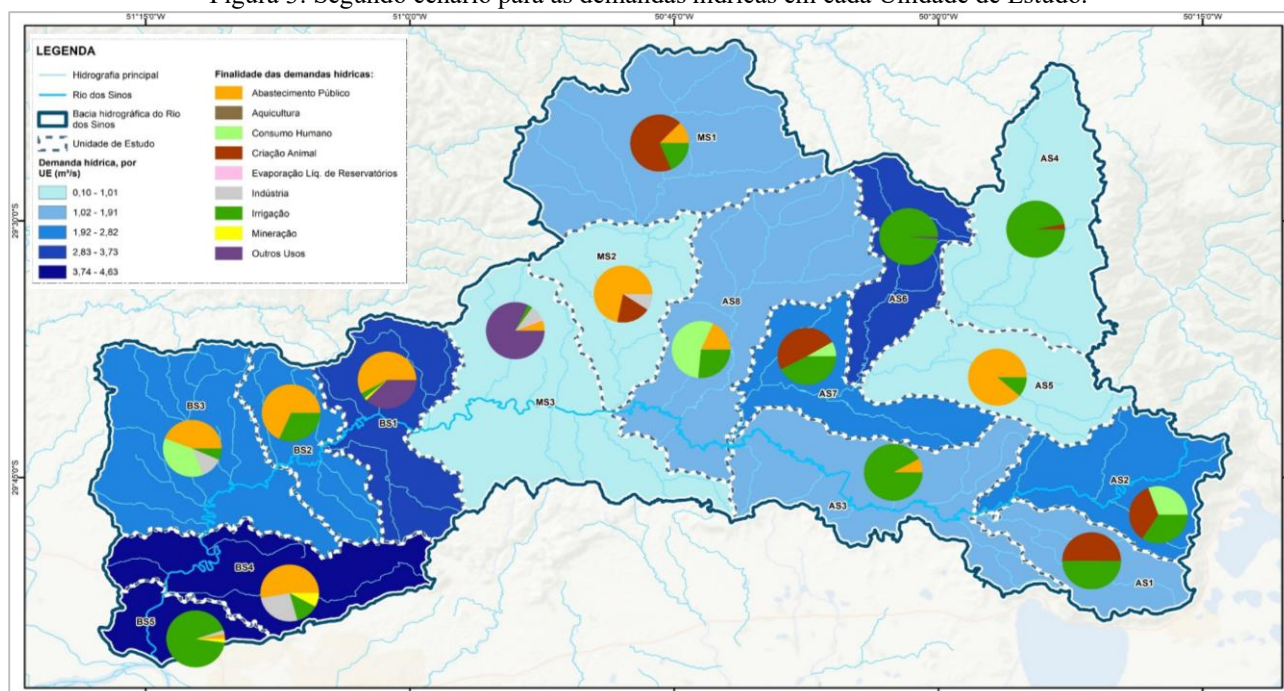 Figura 3. Segundo cenário para as demandas hídricas em cada Unidade de Estudo.
51°15'0"W 51°0'0"W 50°45'0"W 50°30'0"W 50°15'0"W
LEGENDA
Hidrografia principal
Rio dos Sinos
Bacia hidrográfica do Rio
dos Sinos
Unidade de Estudo
Demanda hídrica, por
UE (m³/s)
0,10 - 1,01
1,02 - 1,91
1,92 - 2,82
2,83 - 3,73
3,74 - 4,63
Finalidade das demandas hídricas:
Abastecimento Público
Aquicultura
Consumo Humano
Criação Animal
Evaporação Líq. de Reservatórios
Indústria
Irrigação
Mineração
Outros Usos
29°30'0"S
29°45'0"S
MS1
AS4
MS2
AS8
AS6
AS5
AS7
BS3
BS1
MS3
BS2
AS2
AS3
BS4
AS1
BS5